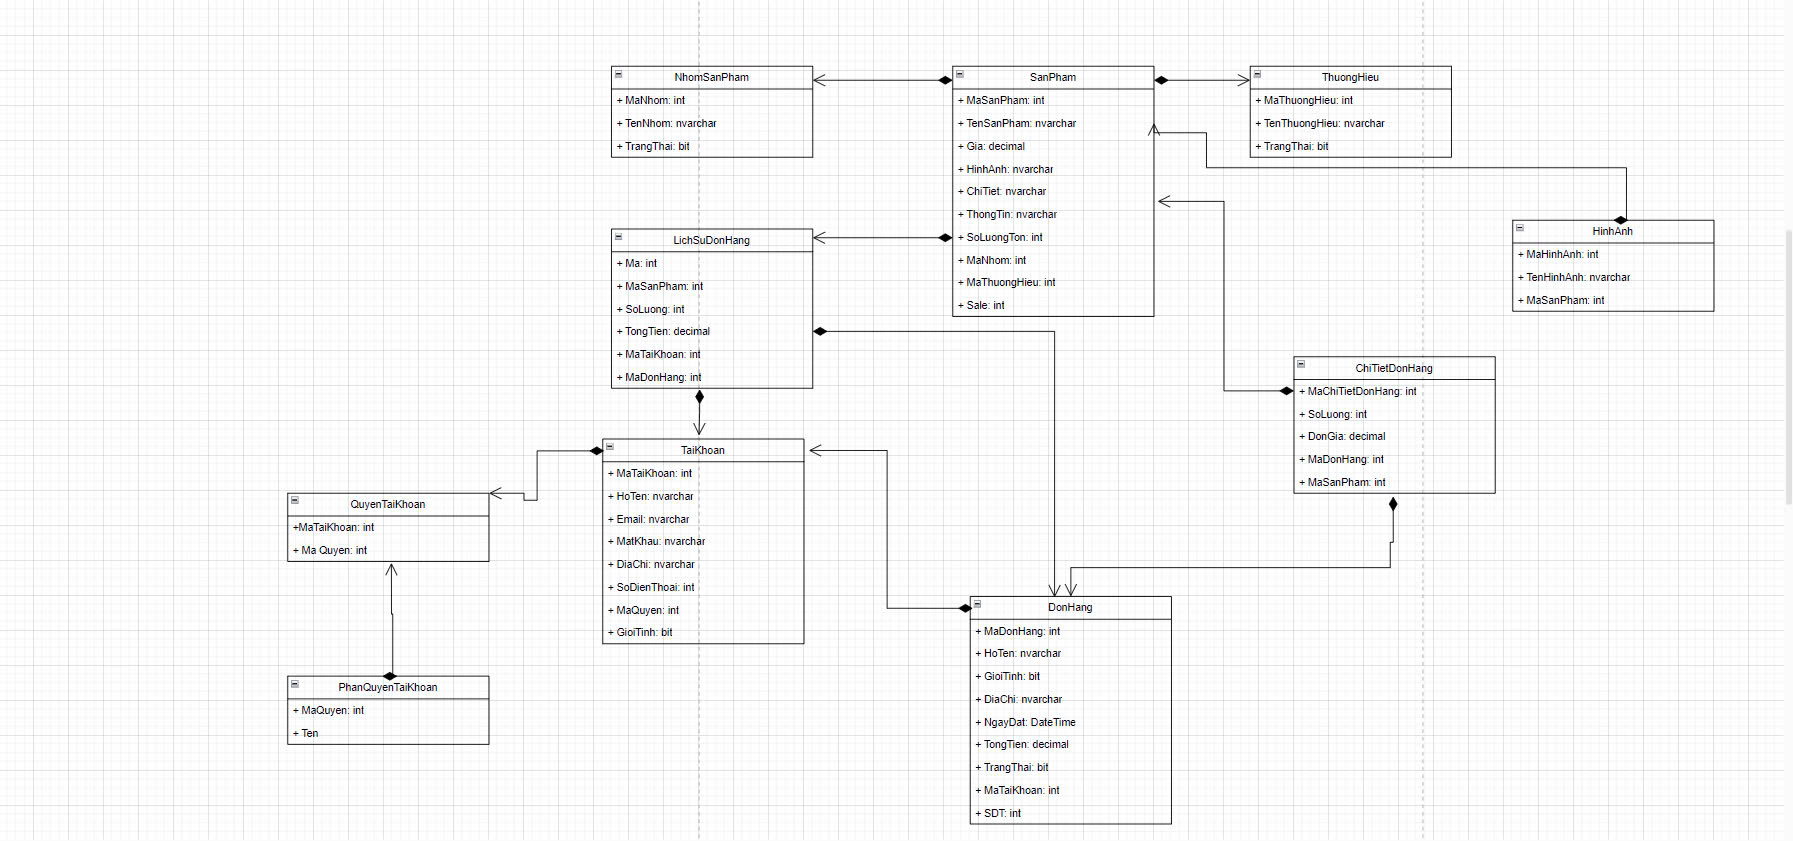 NhomSanPham
+ MaNhom: int
+ TenNhom: nvarchar
+ TrangThai: bit
SanPham
+ MaSanPham: int
+ TenSanPham: nvarchar
+ Gia: decimal
+ HinhAnh: nvarchar
+ ChiTiet: nvarchar
+ ThongTin: nvarchar
+ SoLuongTon: int
+ MaNhom: int
+ MaThuongHieu: int
+ Sale: int
ThuongHieu
+ MaThuongHieu: int
+ TenThuongHieu: nvarchar
+ TrangThai: bit
LichSuDonHang
+ Ma: int
+ MaSanPham: int
+ SoLuong: int
+ TongTien: decimal
+ MaTaiKhoan: int
+ MaDonHang: int
HinhAnh
+ MaHinhAnh: int
+ TenHinhAnh: nvarchar
+ MaSanPham: int
ChiTietDonHang
+ MaChiTietDonHang: int
+ SoLuong: int
+ DonGia: decimal
+ MaDonHang: int
+ MaSanPham: int
TaiKhoan
+ MaTaiKhoan: int
+ HoTen: nvarchar
+ Email: nvarchar
+ MatKhau: nvarchar
+ DiaChi: nvarchar
+ SoDienThoai: int
+ MaQuyen: int
+ GioiTinh: bit
QuyenTaiKhoan
+MaTaiKhoan: int
+ Ma Quyen: int
DonHang
+ MaDonHang: int
+ HoTen: nvarchar
+ GioiTinh: bit
+ DiaChi: nvarchar
+ NgayDat: DateTime
+ TongTien: decimal
+ TrangThai: bit
+ MaTaiKhoan: int
+ SDT: int
PhanQuyenTaiKhoan
+ MaQuyen: int
+ Ten